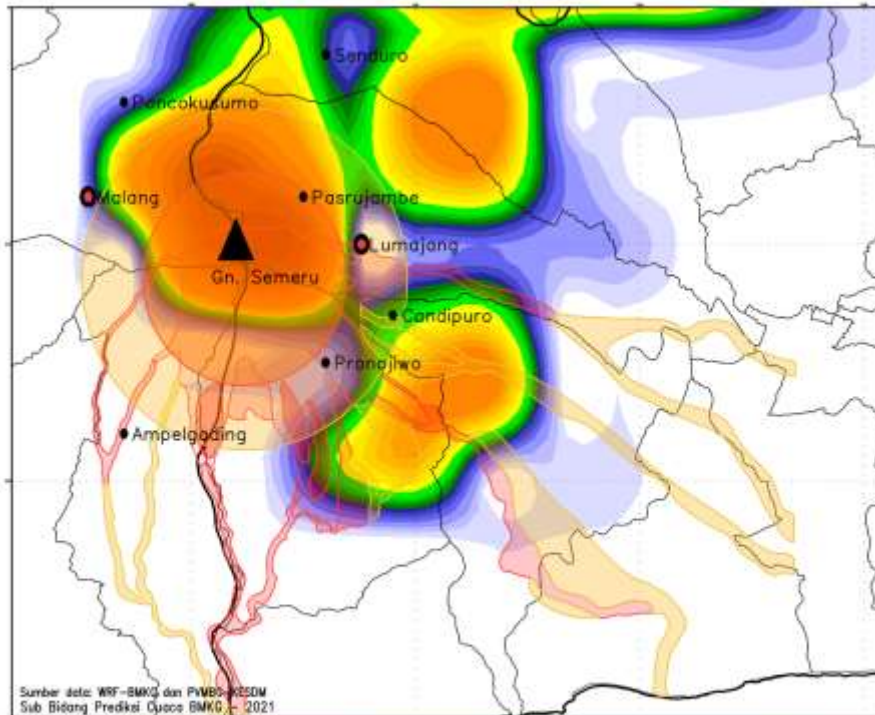 Senduro
Poncokusumo
Malang
Pasrujambe
Lumajang
Gn. Semeru
Candipuro
Pronojiwo
Ampelgading
Sumber data: WRF-BMKG dan PVMBG-KESDM
Sub Bidang Prediksi Cuaca BMKG - 2021